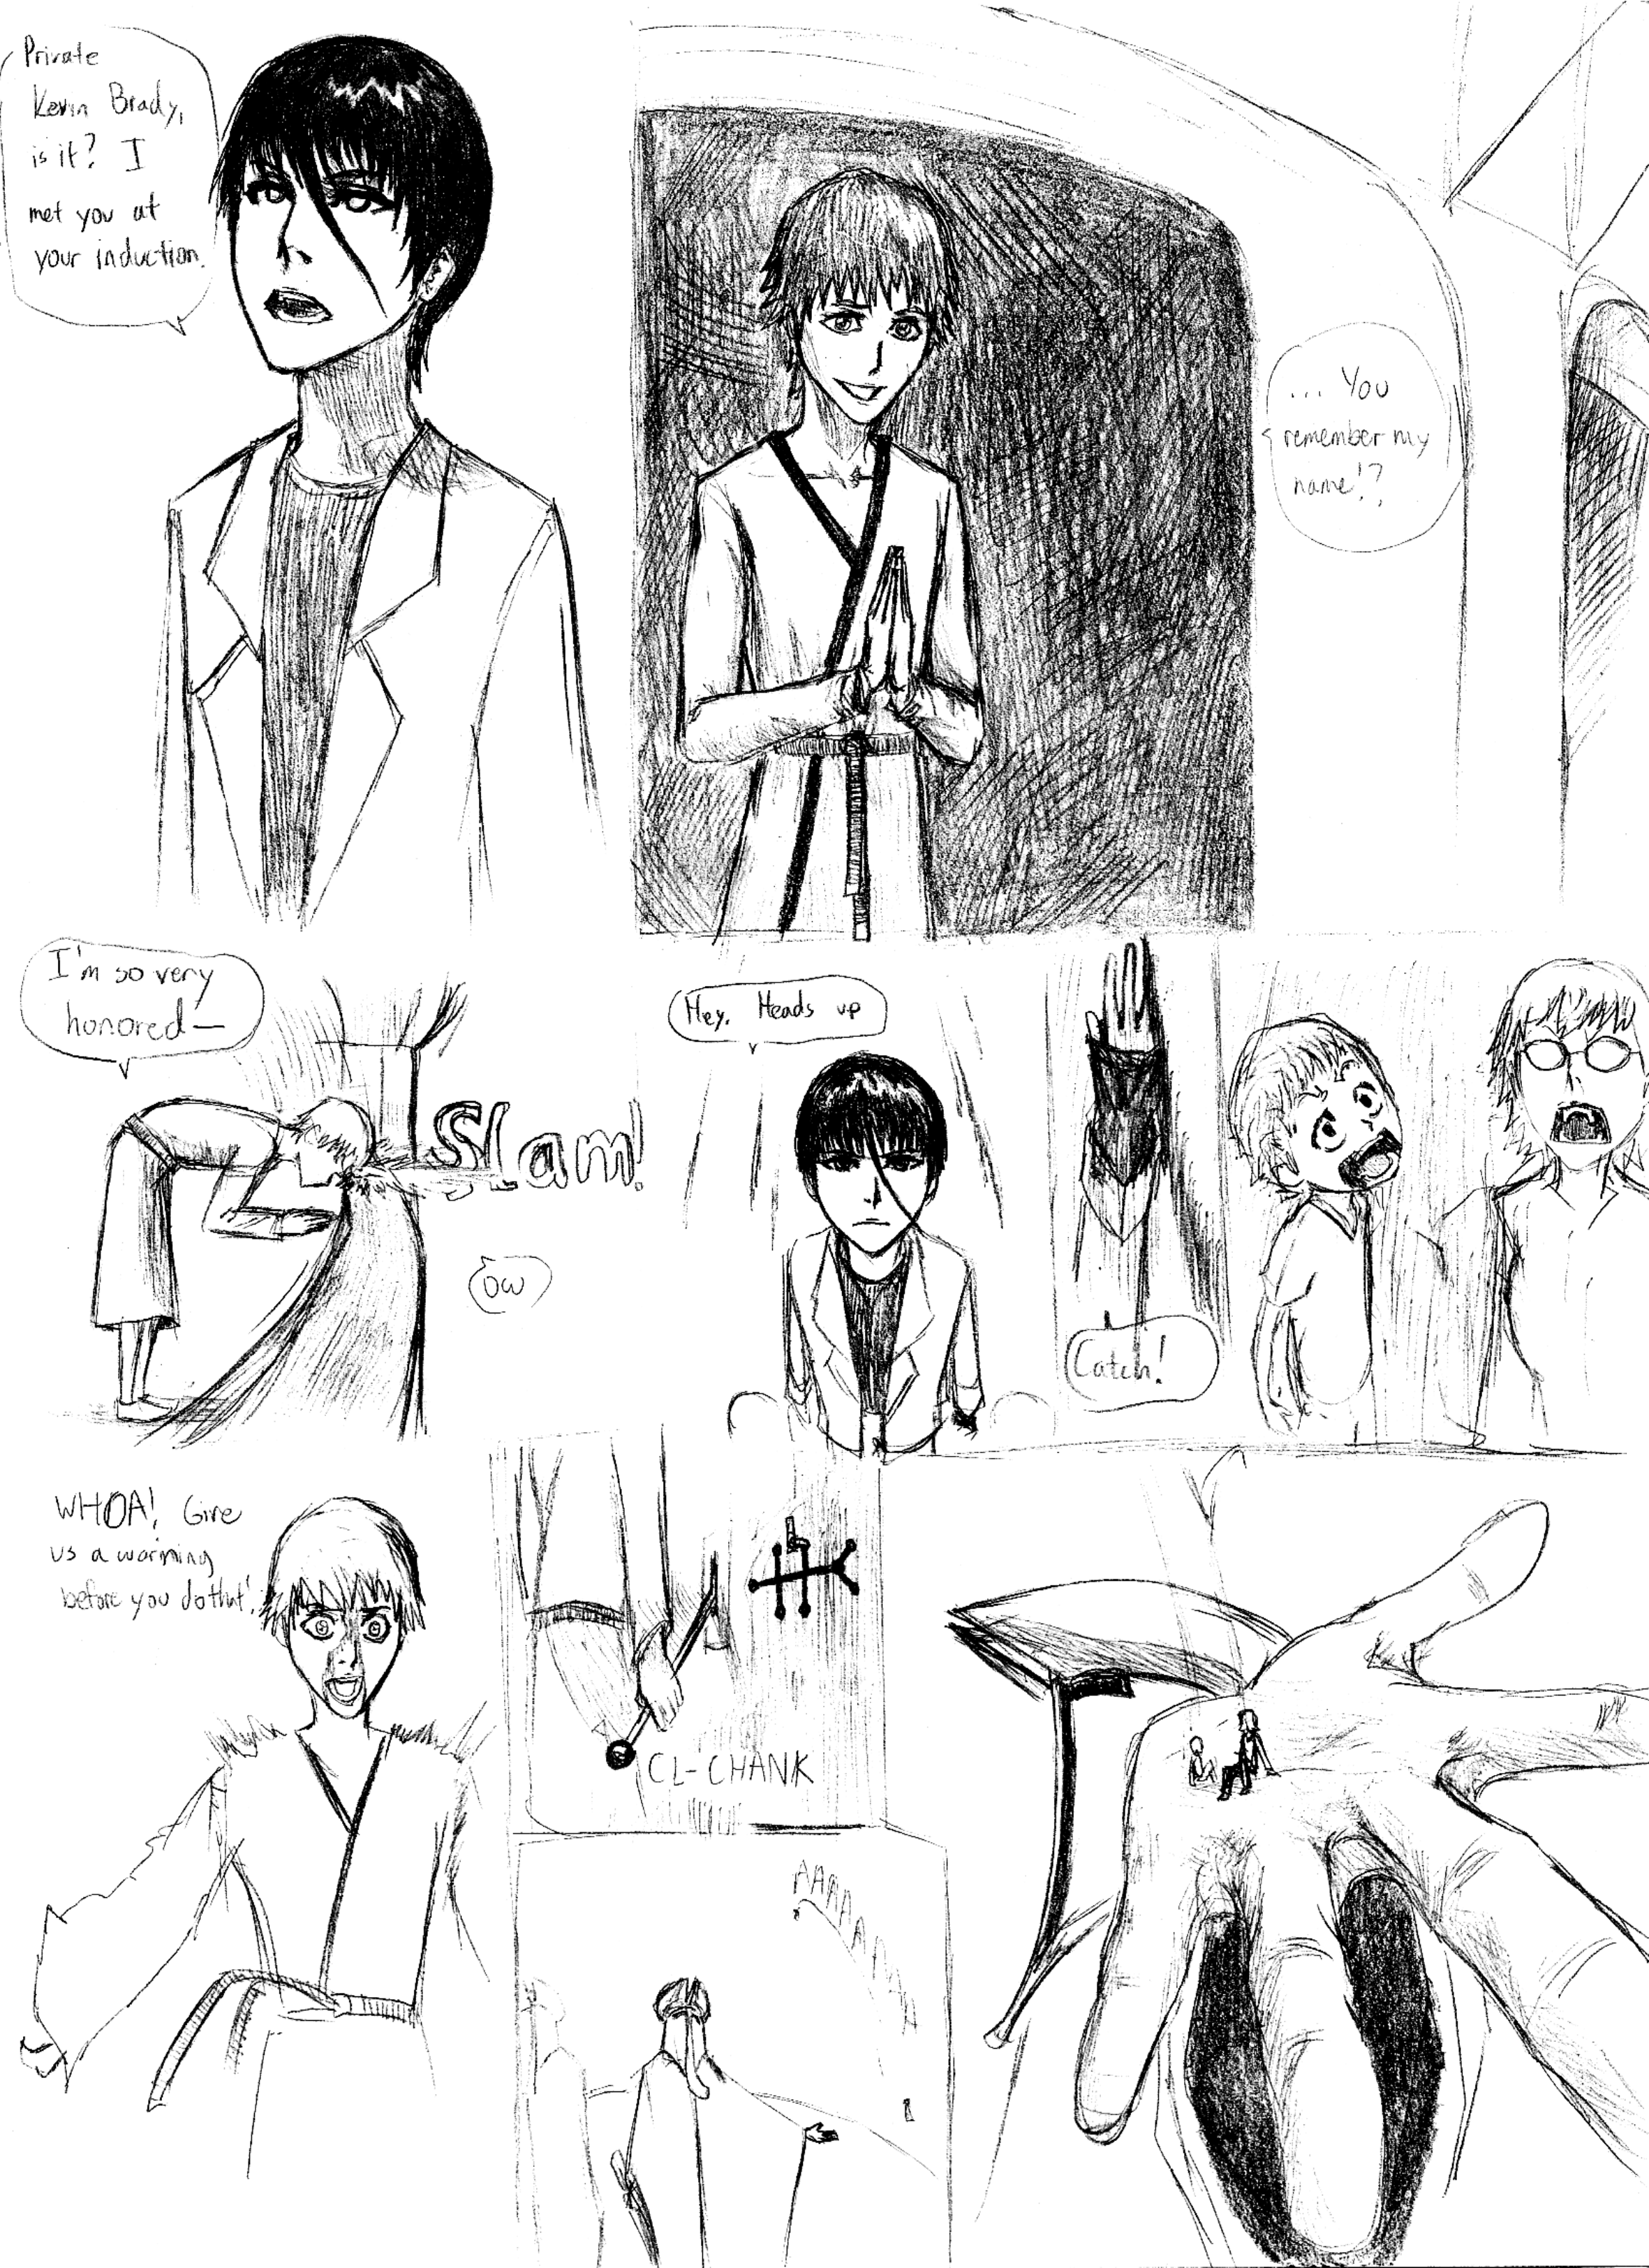 Private
Kevin Brady,
is it? I
met you at
your induction.
... You
remember my
name!?
I'm so very
honored—
Slam!
OW
Hey. Heads up
Catch!
WHOA! Give
us a warning
before you do that!
CL-CHANK
AAAAAAAAA